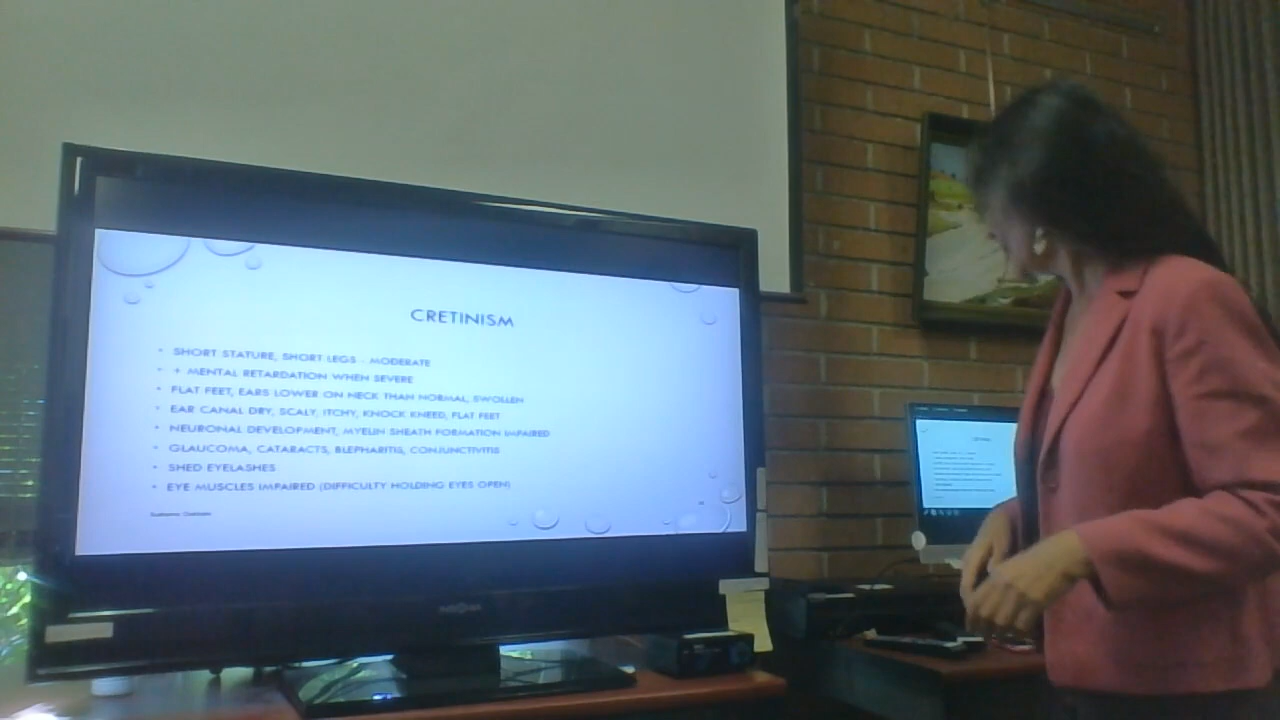 CRETINISM
• SHORT STATURE, SHORT LEGS - MODERATE
• + MENTAL RETARDATION WHEN SEVERE
• FLAT FEET, EARS LOWER ON NECK THAN NORMAL, SWOLLEN
• EAR CANAL DRY, SCALY, ITCHY, KNOCK KNEED, FLAT FEET
• NEURONAL DEVELOPMENT, MYELIN SHEATH FORMATION IMPAIRED
• GLAUCOMA, CATARACTS, BLEPHARITIS, CONJUNCTIVITIS
• SHED EYELASHES
• EYE MUSCLES IMPAIRED (DIFFICULTY HOLDING EYES OPEN)